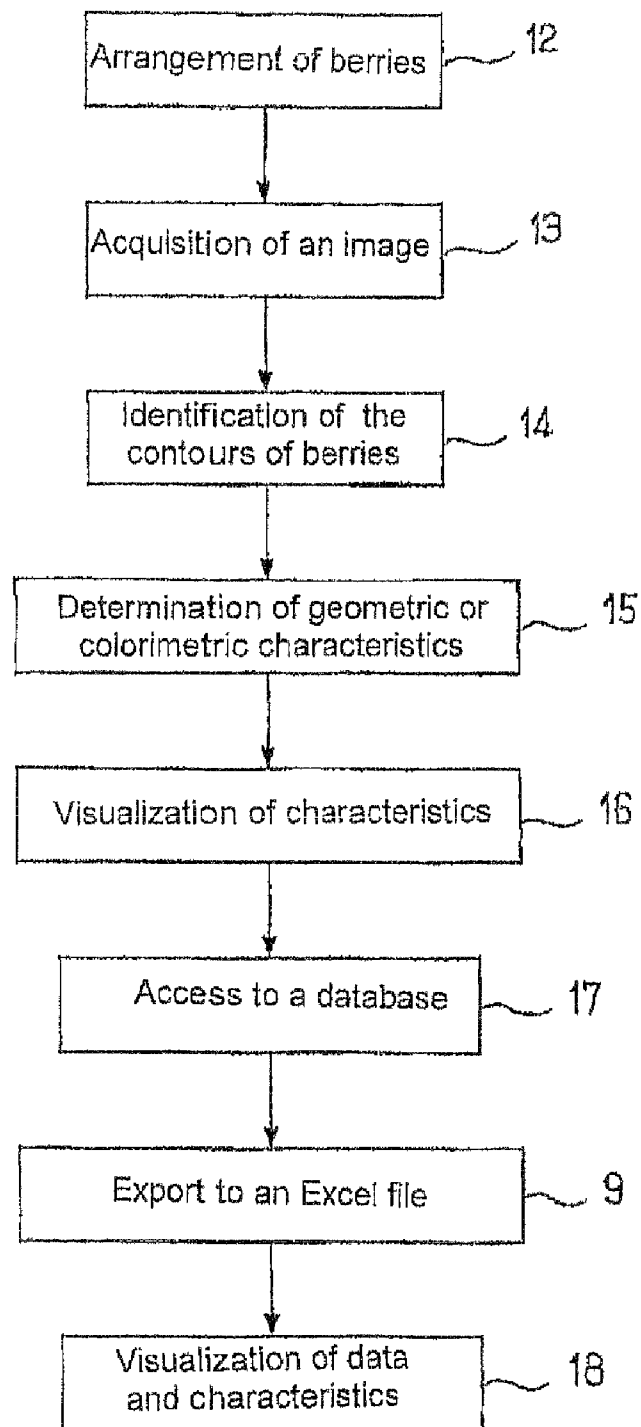 Arrangement of berries
12
Acquisition of an image
13
Identification of the
contours of berries
14
Determination of geometric or
colorimetric characteristics
15
Visualization of characteristics
16
Access to a database
17
Export to an Excel file
9
Visualization of data
and characteristics
18